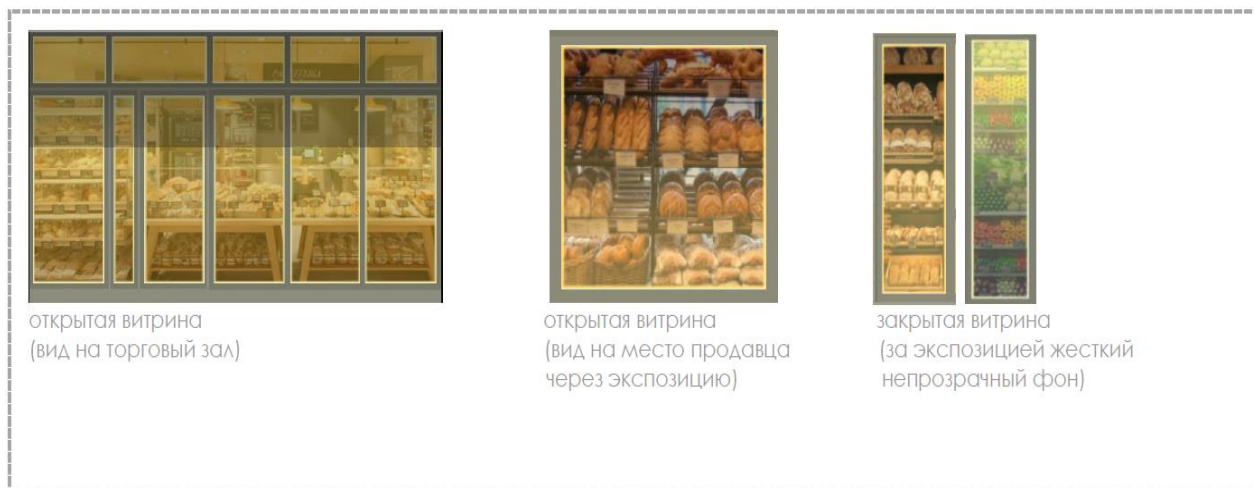 открытая витрина
(вид на торговый зал)
открытая витрина
(вид на место продавца
через экспозицию)
закрытая витрина
(за экспозицией жесткий
непрозрачный фон)